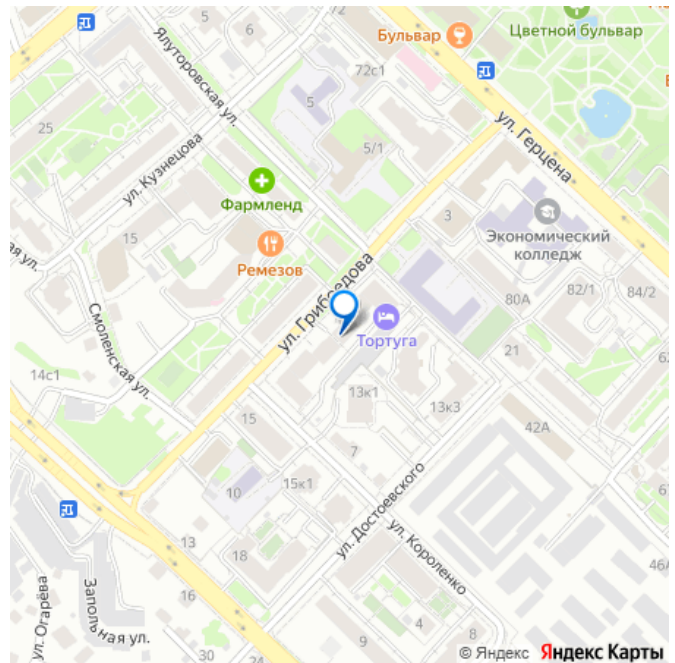 5
6
Бульвар
Цветной бульвар
Ялуторовская ул.
72с1
5
25
5/1
ул. Герцена
ул. Кузнецова
Фармленд
3
Экономический
колледж
15
Ремезов
ул. Грибоедова
80А
82/1
84/2
Смоленская ул.
Тортуга
21
14с1
13к1
13к3
15
42А
7
10
15к1
ул. Достоевского
13
18
ул. Короленко
16
46А
ул. Огарёва
Запольная ул.
30
24
9
4
8
© Яндекс Яндекс Карты